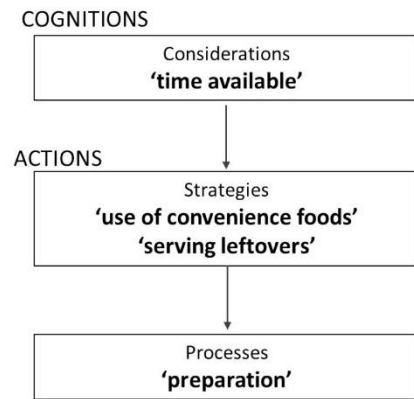 COGNITIONS
Considerations
‘time available’
ACTIONS
Strategies
‘use of convenience foods’
‘serving leftovers’
Processes
‘preparation’